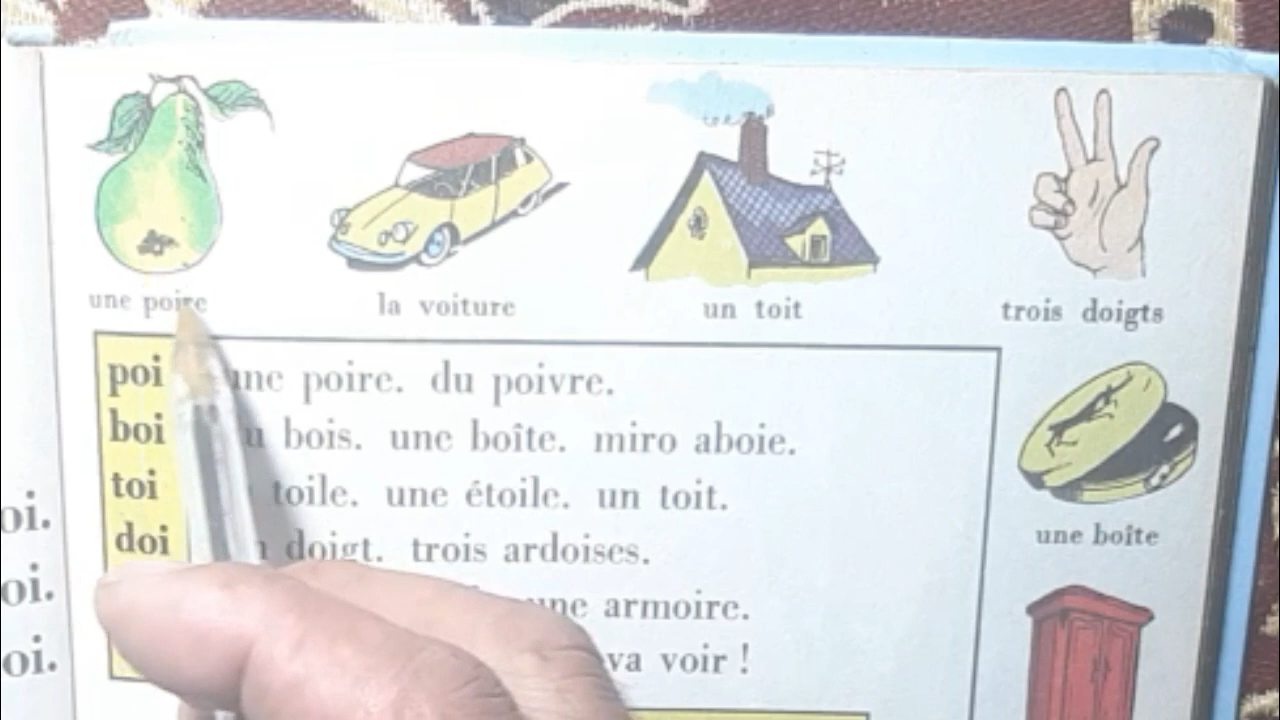 une poire la voiture un toit trois doigts
poi une poire. du poivre.
boi bois. une boîte. miro aboie.
toi toile. une étoile. un toit.
doi doigt. trois ardoises.
une armoire.
va voir !
une boîte
oi.
oi.
oi.